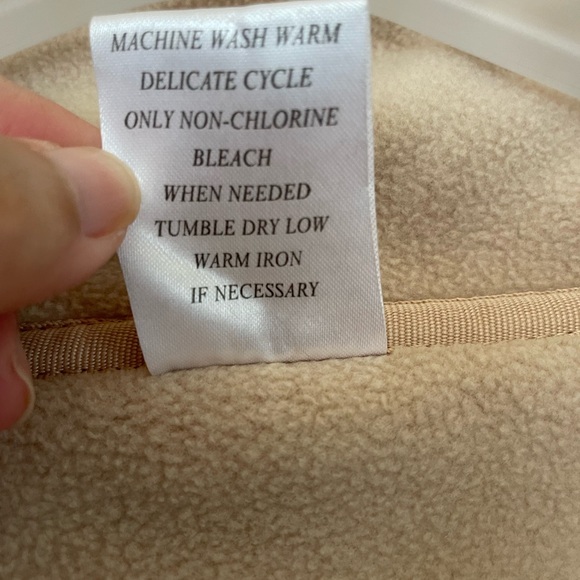 MACHINE WASH WARM
DELICATE CYCLE
ONLY NON-CHLORINE
BLEACH
WHEN NEEDED
TUMBLE DRY LOW
WARM IRON
IF NECESSARY